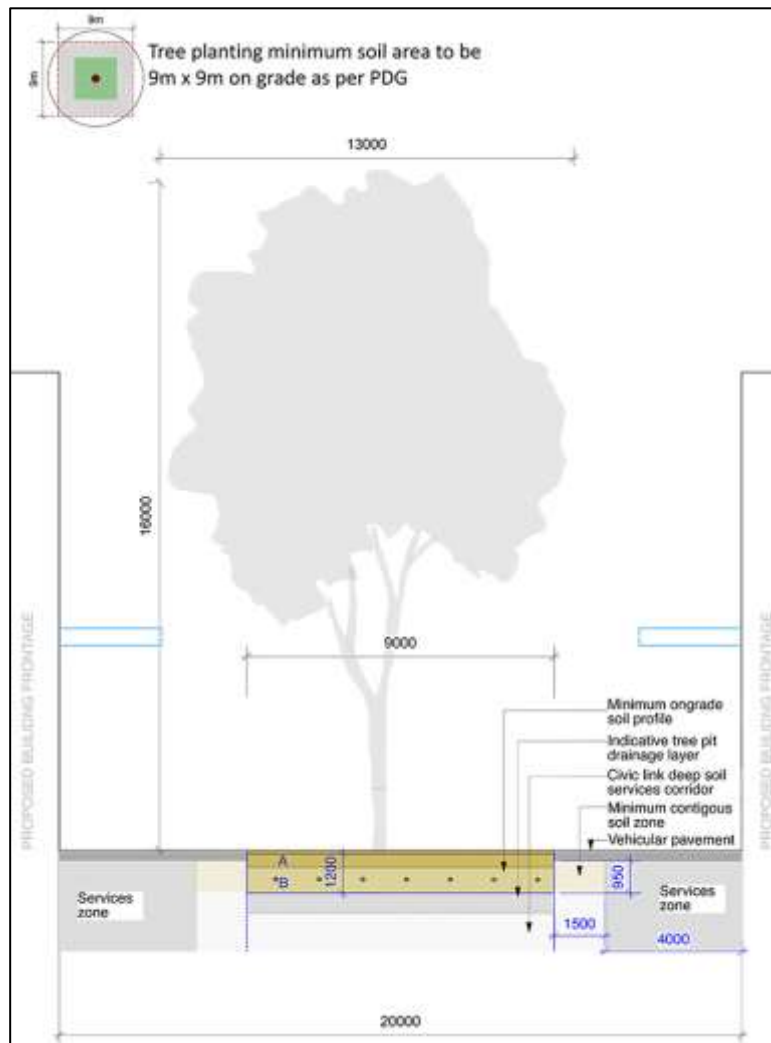 9m
9m
Tree planting minimum soil area to be
9m x 9m on grade as per PDG
13000
16000
PROPOSED BUILDING FRONTAGE
PROPOSED BUILDING FRONTAGE
9000
Minimum ongrade
soil profile
Indicative tree pit
drainage layer
Civic link deep soil
services corridor
Minimum contigous
soil zone
Vehicular pavement
A
B
1200
950
Services
zone
Services
zone
1500
4000
20000